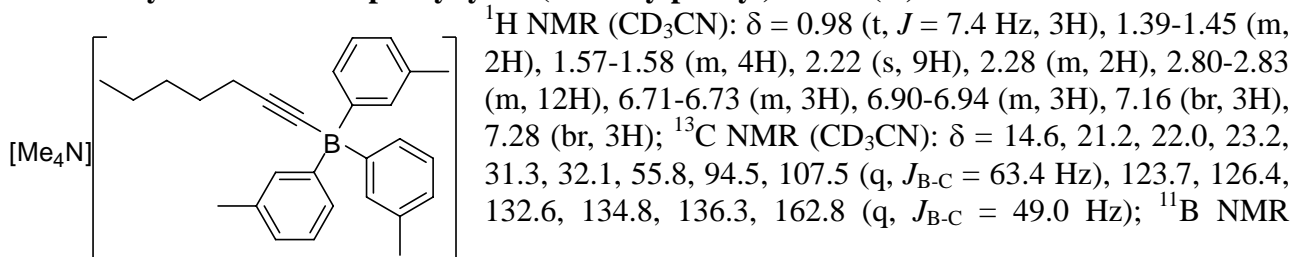 ¹H NMR (CD₃CN): δ = 0.98 (t, J = 7.4 Hz, 3H), 1.39-1.45 (m,
2H), 1.57-1.58 (m, 4H), 2.22 (s, 9H), 2.28 (m, 2H), 2.80-2.83
(m, 12H), 6.71-6.73 (m, 3H), 6.90-6.94 (m, 3H), 7.16 (br, 3H),
7.28 (br, 3H); ¹³C NMR (CD₃CN): δ = 14.6, 21.2, 22.0, 23.2,
31.3, 32.1, 55.8, 94.5, 107.5 (q, J_B-C = 63.4 Hz), 123.7, 126.4,
132.6, 134.8, 136.3, 162.8 (q, J_B-C = 49.0 Hz); ¹¹B NMR
[Me₄N]
B